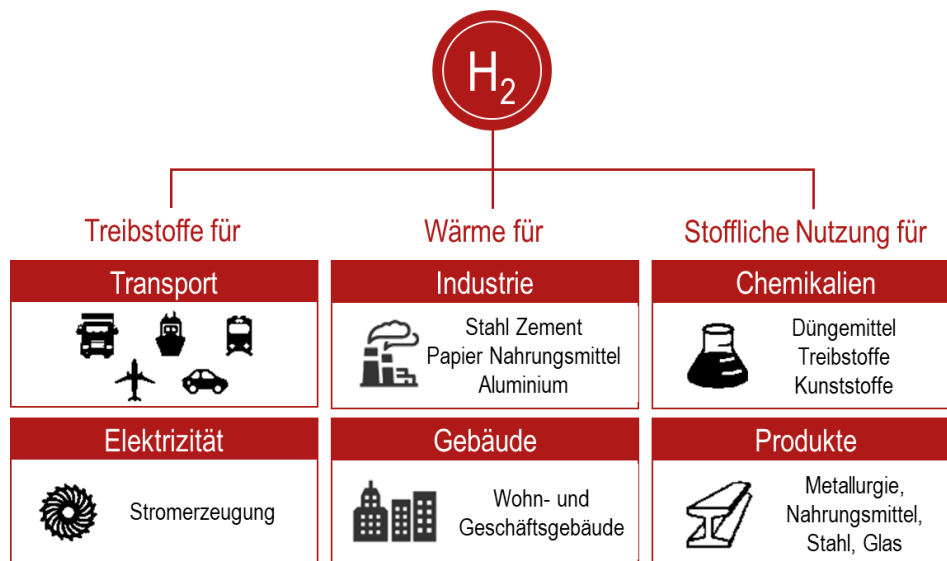 H₂
Treibstoffe für
Wärme für
Stoffliche Nutzung für
Transport
Industrie
Stahl Zement
Papier Nahrungsmittel
Aluminium
Chemikalien
Düngemittel
Treibstoffe
Kunststoffe
Elektrizität
Stromerzeugung
Gebäude
Wohn- und
Geschäftsgebäude
Produkte
Metallurgie,
Nahrungsmittel,
Stahl, Glas